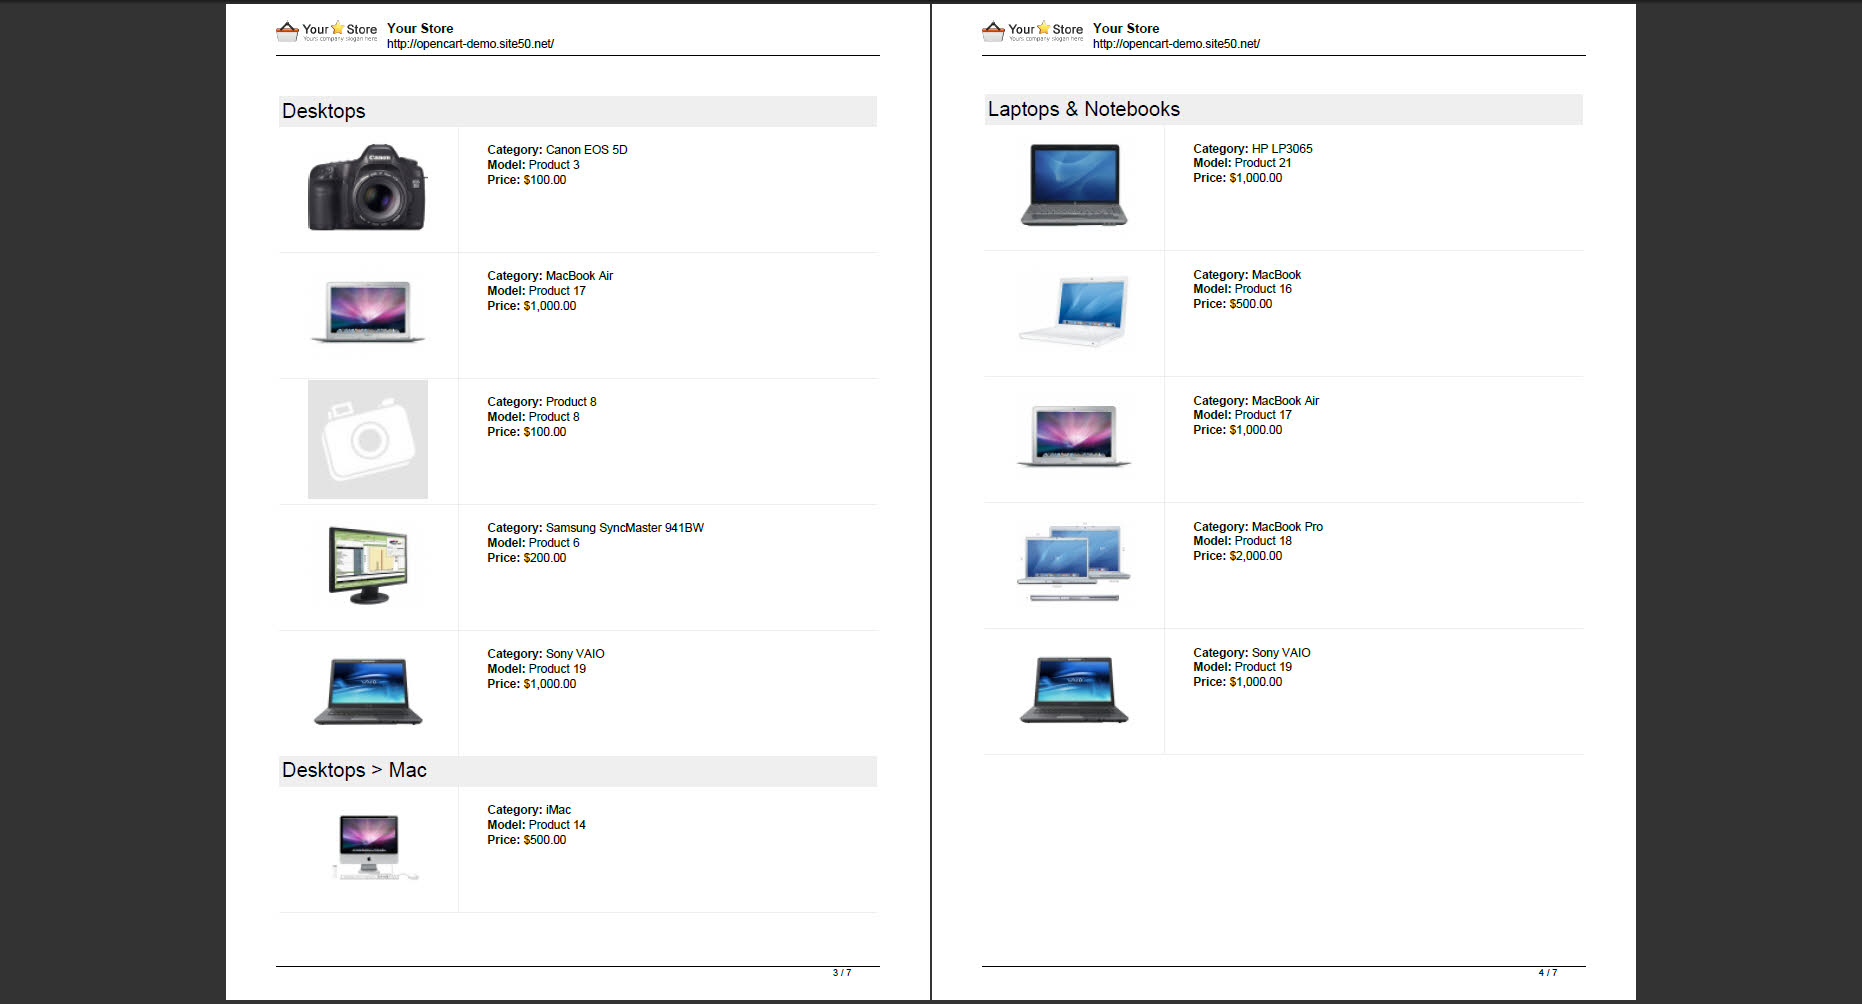 Your Store
Yours company slogan here
Your Store
http://opencart-demo.site50.net/
Desktops
Canon
Category: Canon EOS 5D
Model: Product 3
Price: $100.00
Category: MacBook Air
Model: Product 17
Price: $1,000.00
Category: Product 8
Model: Product 8
Price: $100.00
Category: Samsung SyncMaster 941BW
Model: Product 6
Price: $200.00
VAIO
Category: Sony VAIO
Model: Product 19
Price: $1,000.00
Desktops > Mac
Category: iMac
Model: Product 14
Price: $500.00
3 / 7
Your Store
Yours company slogan here
Your Store
http://opencart-demo.site50.net/
Laptops & Notebooks
Category: HP LP3065
Model: Product 21
Price: $1,000.00
Category: MacBook
Model: Product 16
Price: $500.00
Category: MacBook Air
Model: Product 17
Price: $1,000.00
Category: MacBook Pro
Model: Product 18
Price: $2,000.00
VAIO
Category: Sony VAIO
Model: Product 19
Price: $1,000.00
4 / 7